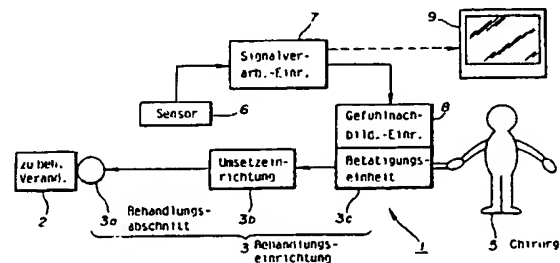 7
9
Signalver-
arb.-Einr.
Sensor
6
8
Gefühlnach-
bild.-Einr.
zu beh.
Verand.
Umsetzein-
richtung
Betätigungs-
einheit
2
3a
3b
3c
1
5 Chirurg
Behandlungs-
abschnitt
3 Behandlungs-
einrichtung